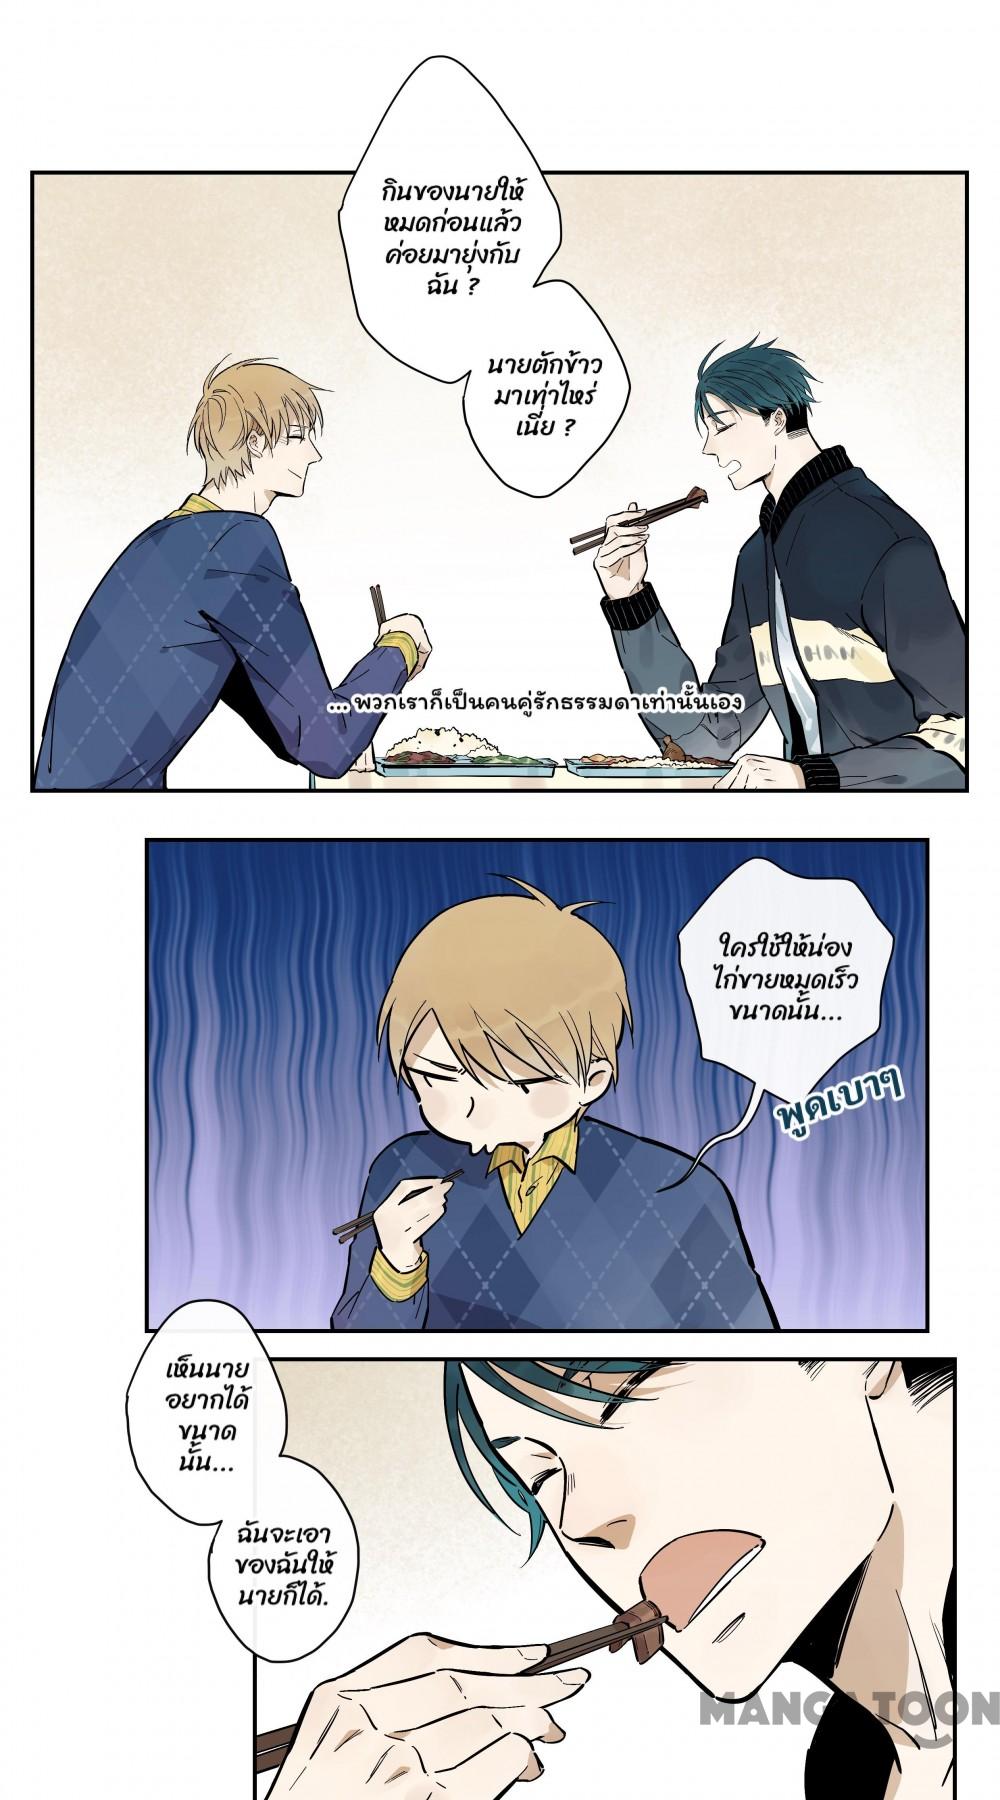 กินของนายให้
หมดก่อนแล้ว
ค่อยมายุ่งกับ
ฉัน ?
นายตักข้าว
มาเท่าไหร่
เนี่ย ?
... พวกเราก็เป็นคนคู่รักธรรมดาเท่านั้นเอง
ใครใช้ให้น่อง
ไก่ขายหมดเร็ว
ขนาดนั้น...
พูดเบาๆ
เห็นนาย
อยากได้
ขนาด
นั้น...
ฉันจะเอา
ของฉันให้
นายก็ได้.
MANGATOON